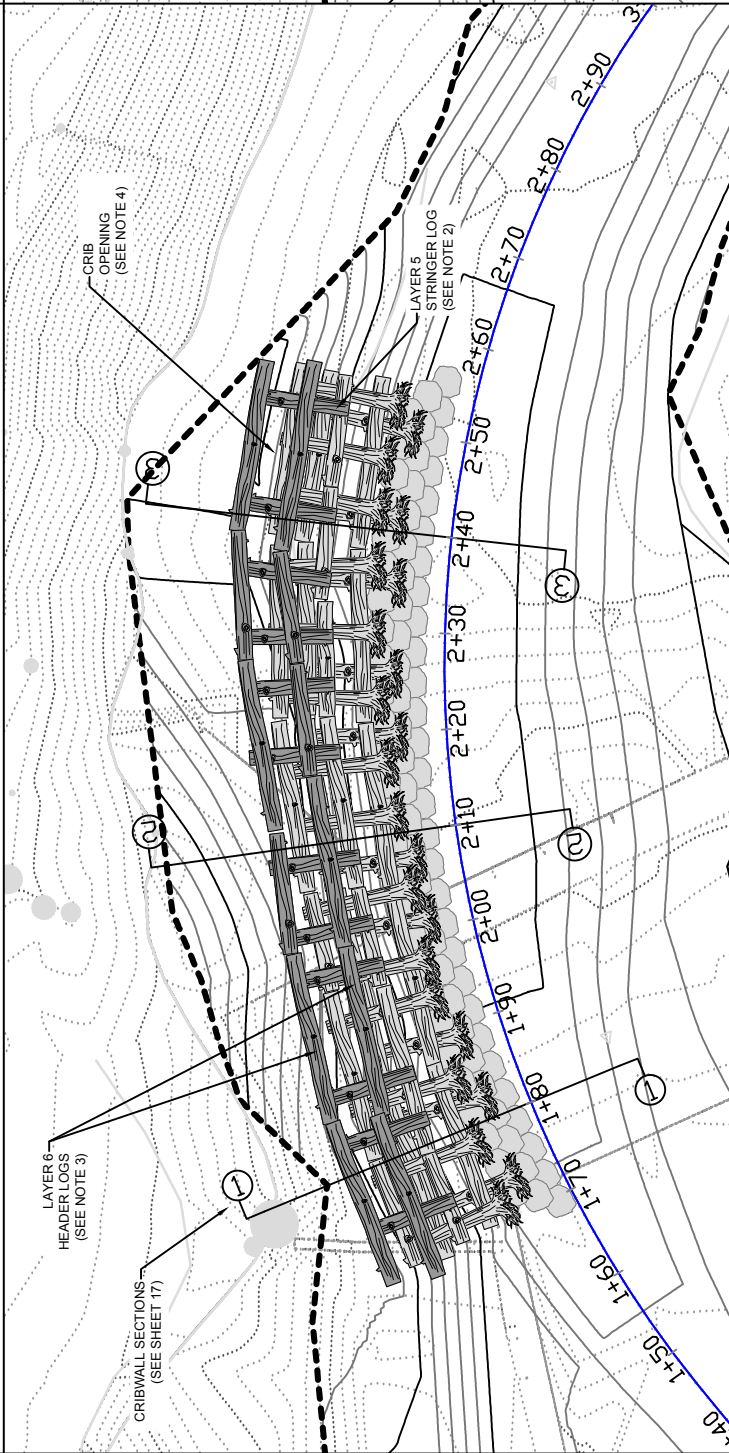 CRIB
OPENING
(SEE NOTE 4)
LAYER 5
STRINGER LOG
(SEE NOTE 2)
LAYER 6
HEADER LOGS
(SEE NOTE 3)
CRIBWALL SECTIONS
(SEE SHEET 17)
3
3
2
2
1
1
2+90
2+80
2+70
2+60
2+50
2+40
2+30
2+20
2+10
2+00
1+90
1+80
1+70
1+60
1+50
+40
3